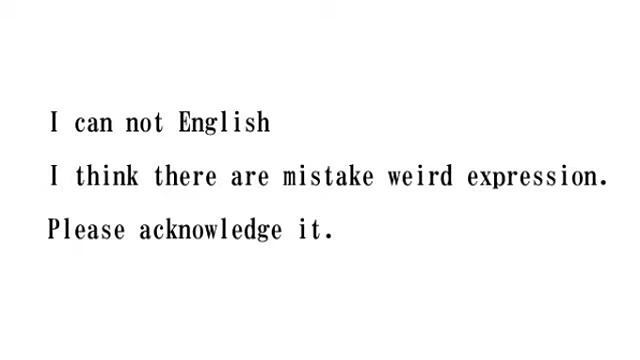 I can not English
I think there are mistake weird expression.
Please acknowledge it.